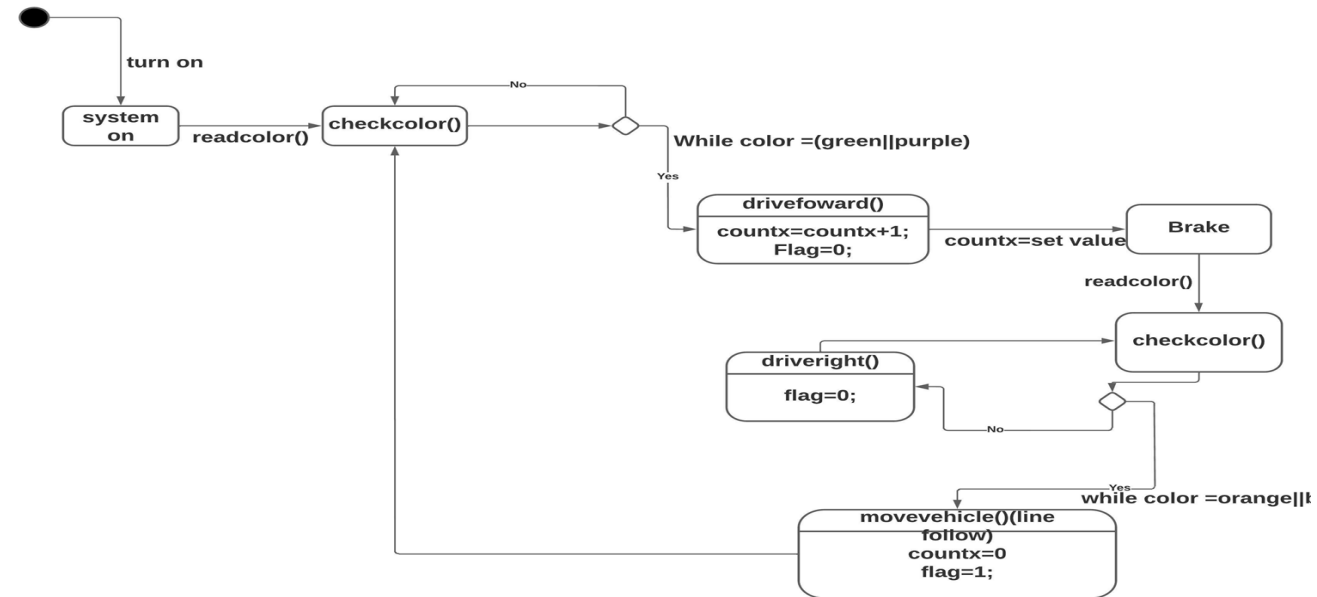 turn on
system
on
readcolor()
checkcolor()
No
While color =(green||purple)
Yes
drivefoward()
countx=countx+1;
Flag=0;
countx=set value
Brake
readcolor()
checkcolor()
driveright()
flag=0;
No
Yes
while color =orange||
movevehicle()(line
follow)
countx=0
flag=1;